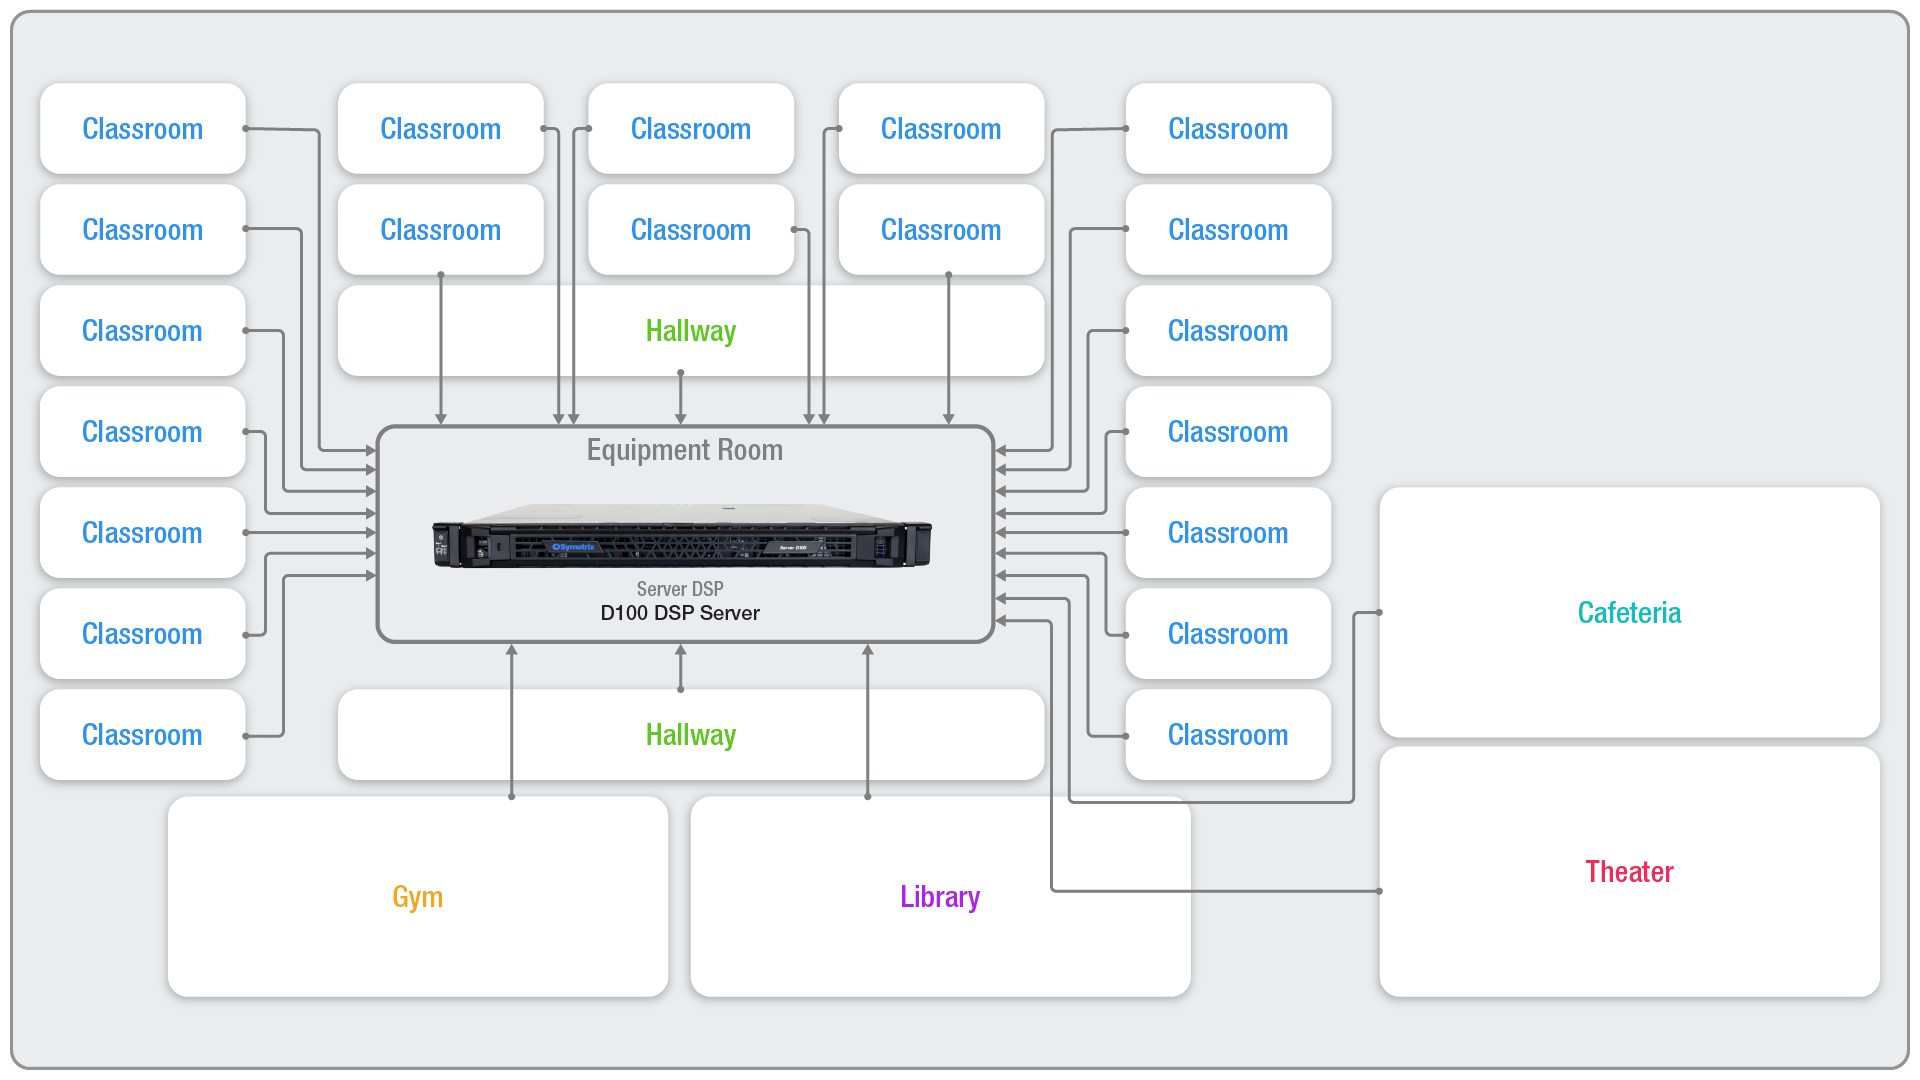 Classroom
Classroom
Classroom
Classroom
Classroom
Classroom
Classroom
Classroom
Classroom
Classroom
Classroom
Hallway
Classroom
Classroom
Classroom
Equipment Room
Classroom
Classroom
Symetrix
Server D100
Server DSP
D100 DSP Server
Cafeteria
Classroom
Classroom
Classroom
Hallway
Classroom
Theater
Gym
Library